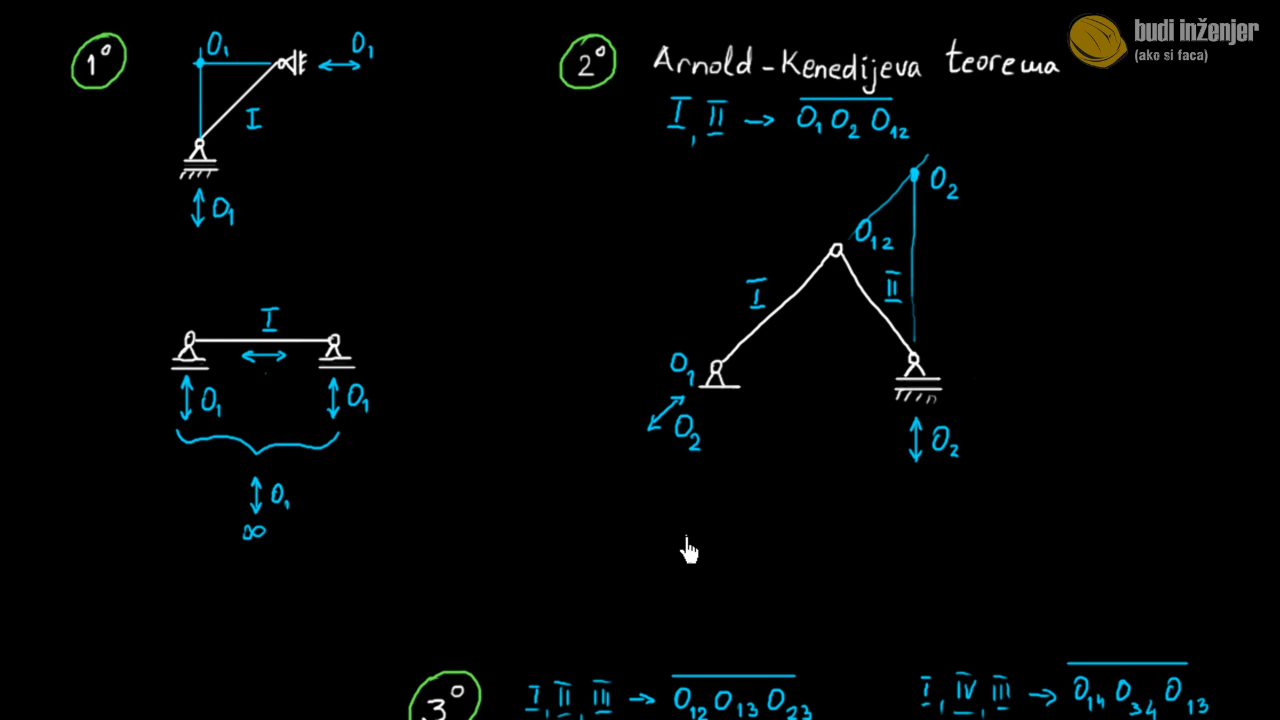 budi inženjer
(ako si faca)
1°
O₁
O₁
I
O₁
I
O₁
O₁
O₁
∞
2° Arnold-Kenedijeva teorema
I, II → O₁ O₂ O₁₂
O₂
O₁₂
I
II
O₁
O₂
O₂
3° I, II, III → O₁₂ O₁₃ O₂₃
I, IV, III → O₁₄ O₃₄ O₁₃